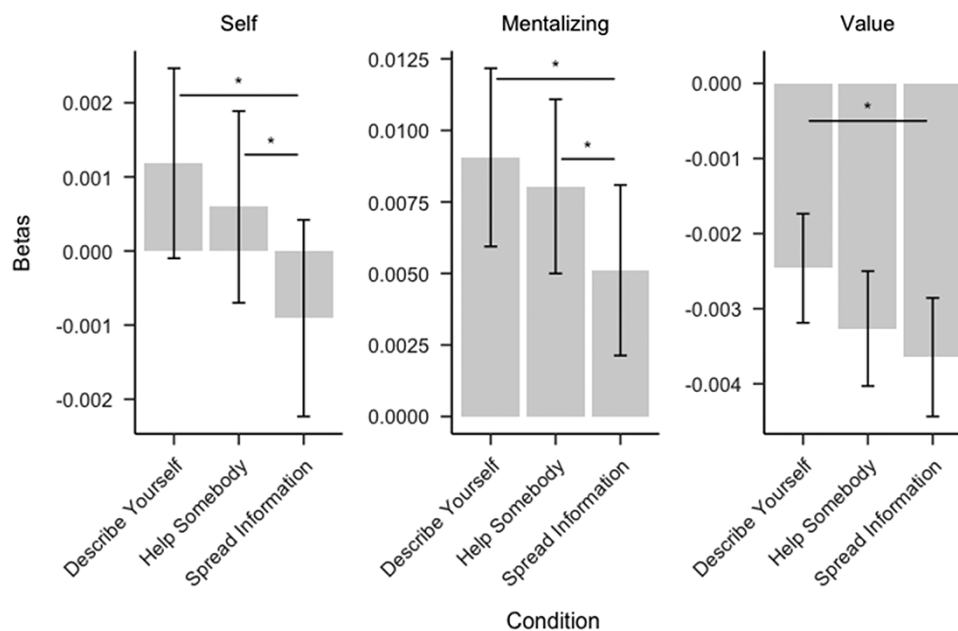 Self
Mentalizing
Value
Betas
0.002
0.001
0.000
-0.001
-0.002
*
*
Describe Yourself
Help Somebody
Spread Information
0.0125
0.0100
0.0075
0.0050
0.0025
0.0000
*
*
Describe Yourself
Help Somebody
Spread Information
0.000
-0.001
-0.002
-0.003
-0.004
*
Describe Yourself
Help Somebody
Spread Information
Condition